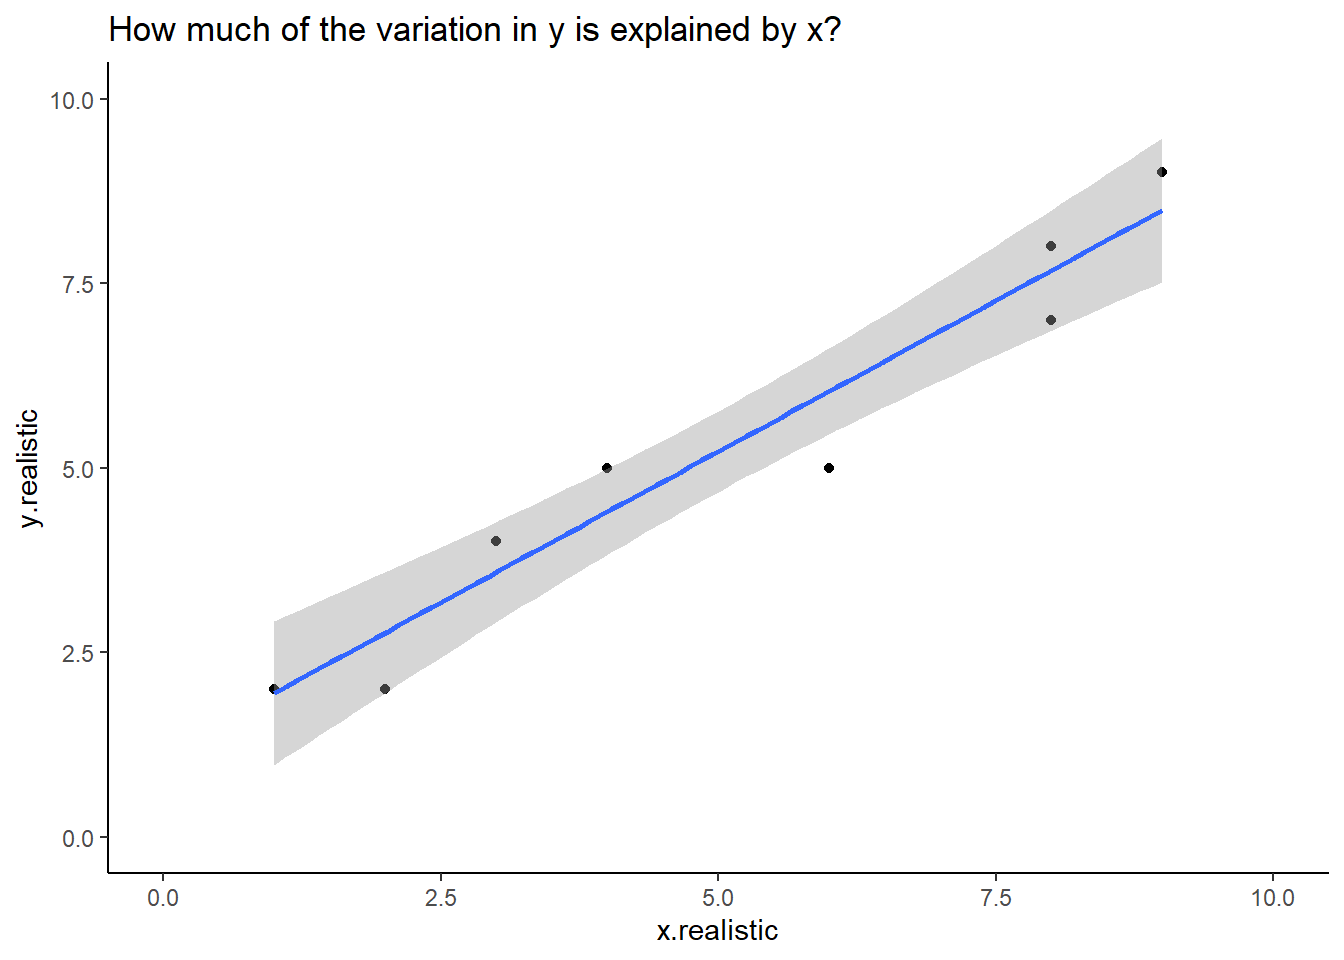 How much of the variation in y is explained by x?
10.0
7.5
5.0
2.5
0.0
y.realistic
0.0 2.5 5.0 7.5 10.0
x.realistic